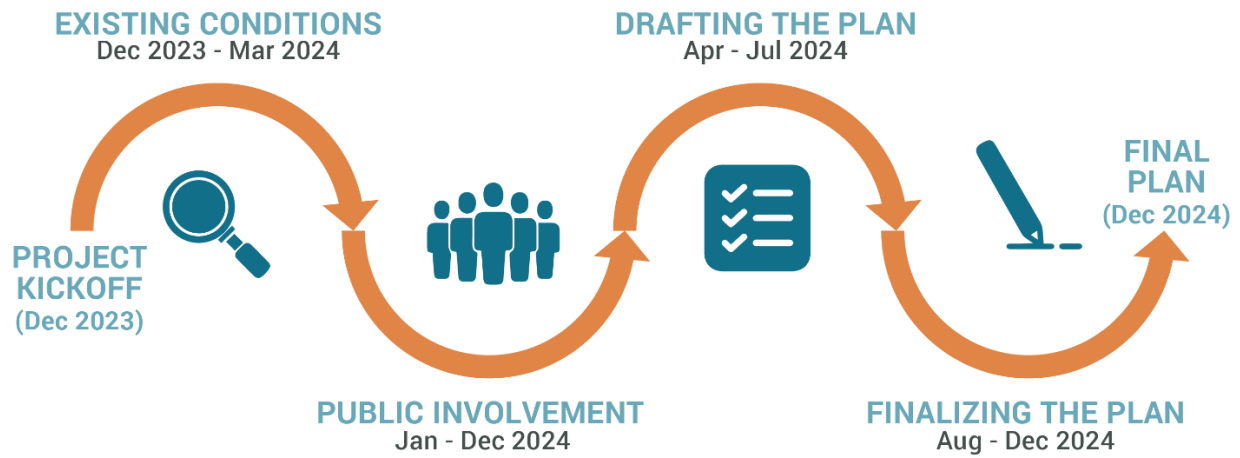 EXISTING CONDITIONS
Dec 2023 - Mar 2024
DRAFTING THE PLAN
Apr - Jul 2024
PROJECT
KICKOFF
(Dec 2023)
FINAL
PLAN
(Dec 2024)
PUBLIC INVOLVEMENT
Jan - Dec 2024
FINALIZING THE PLAN
Aug - Dec 2024